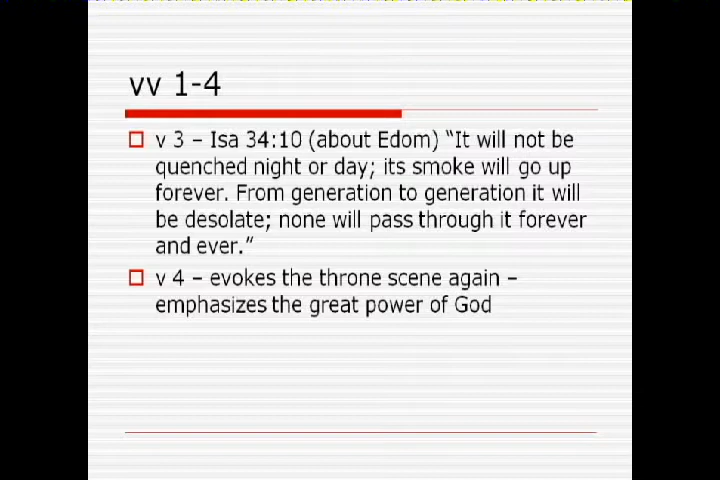 vv 1-4
v 3 – Isa 34:10 (about Edom) “It will not be
quenched night or day; its smoke will go up
forever. From generation to generation it will
be desolate; none will pass through it forever
and ever.”
v 4 – evokes the throne scene again –
emphasizes the great power of God